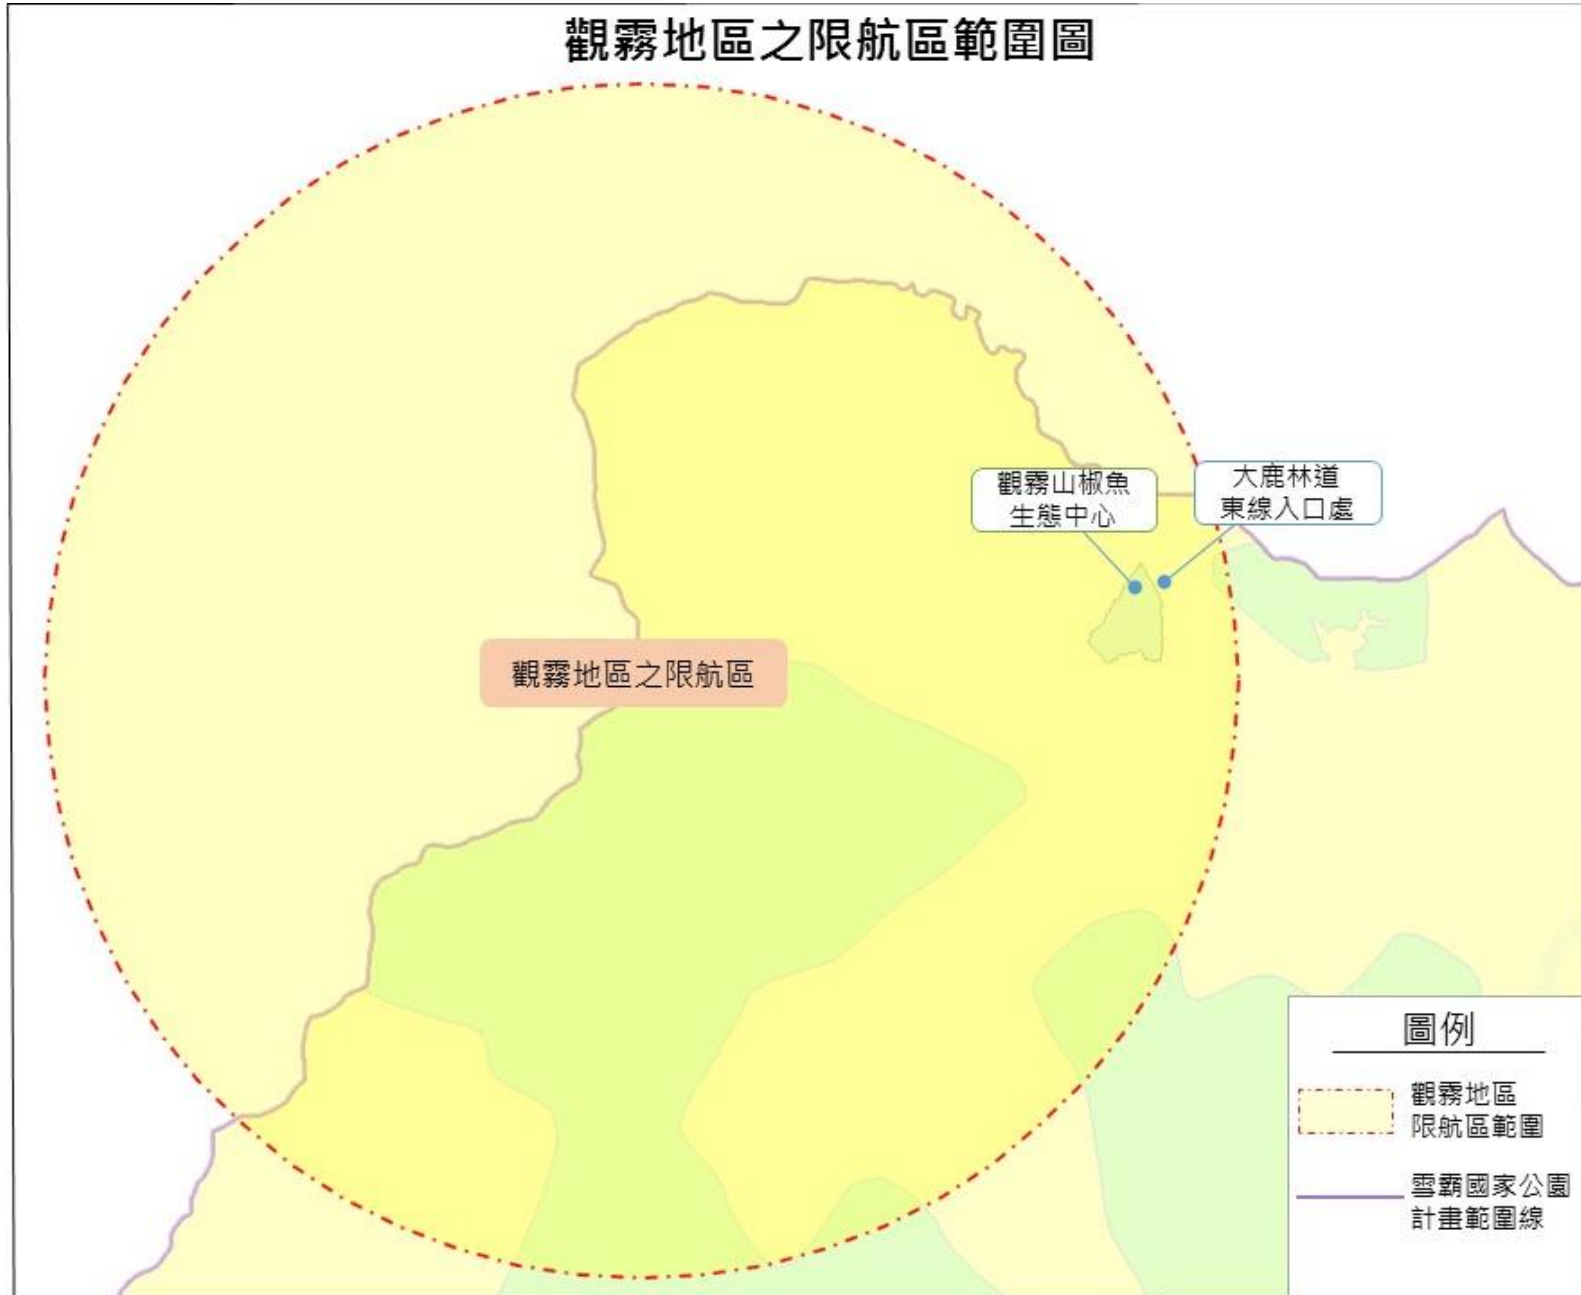 觀霧地區之限航區範圍圖
觀霧山椒魚
生態中心
大鹿林道
東線入口處
觀霧地區之限航區
圖例
觀霧地區
限航區範圍
雪霸國家公園
計畫範圍線